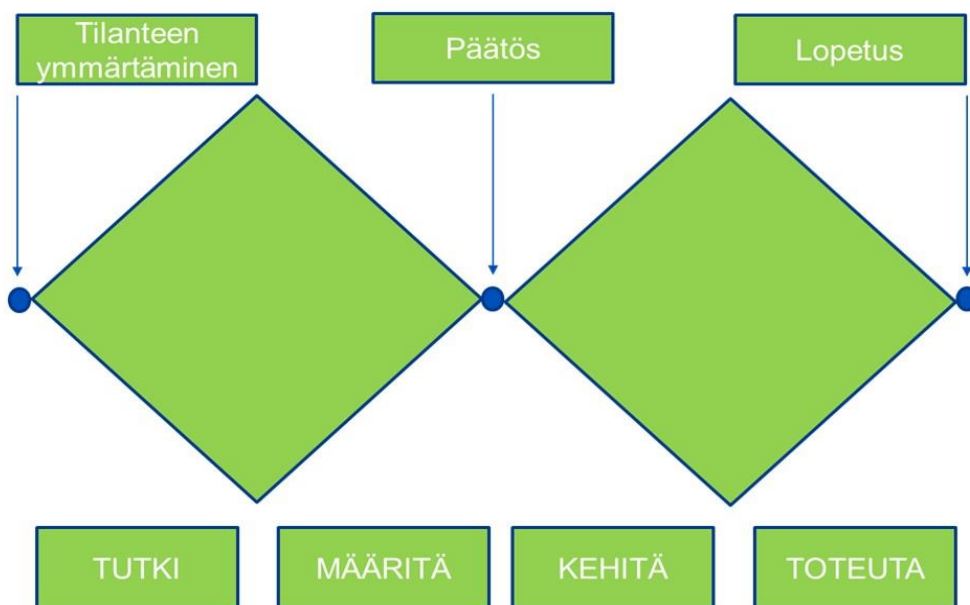 Tilanteen
ymmärtäminen
Päätös
Lopetus
TUTKI
MÄÄRITÄ
KEHITÄ
TOTEUTA